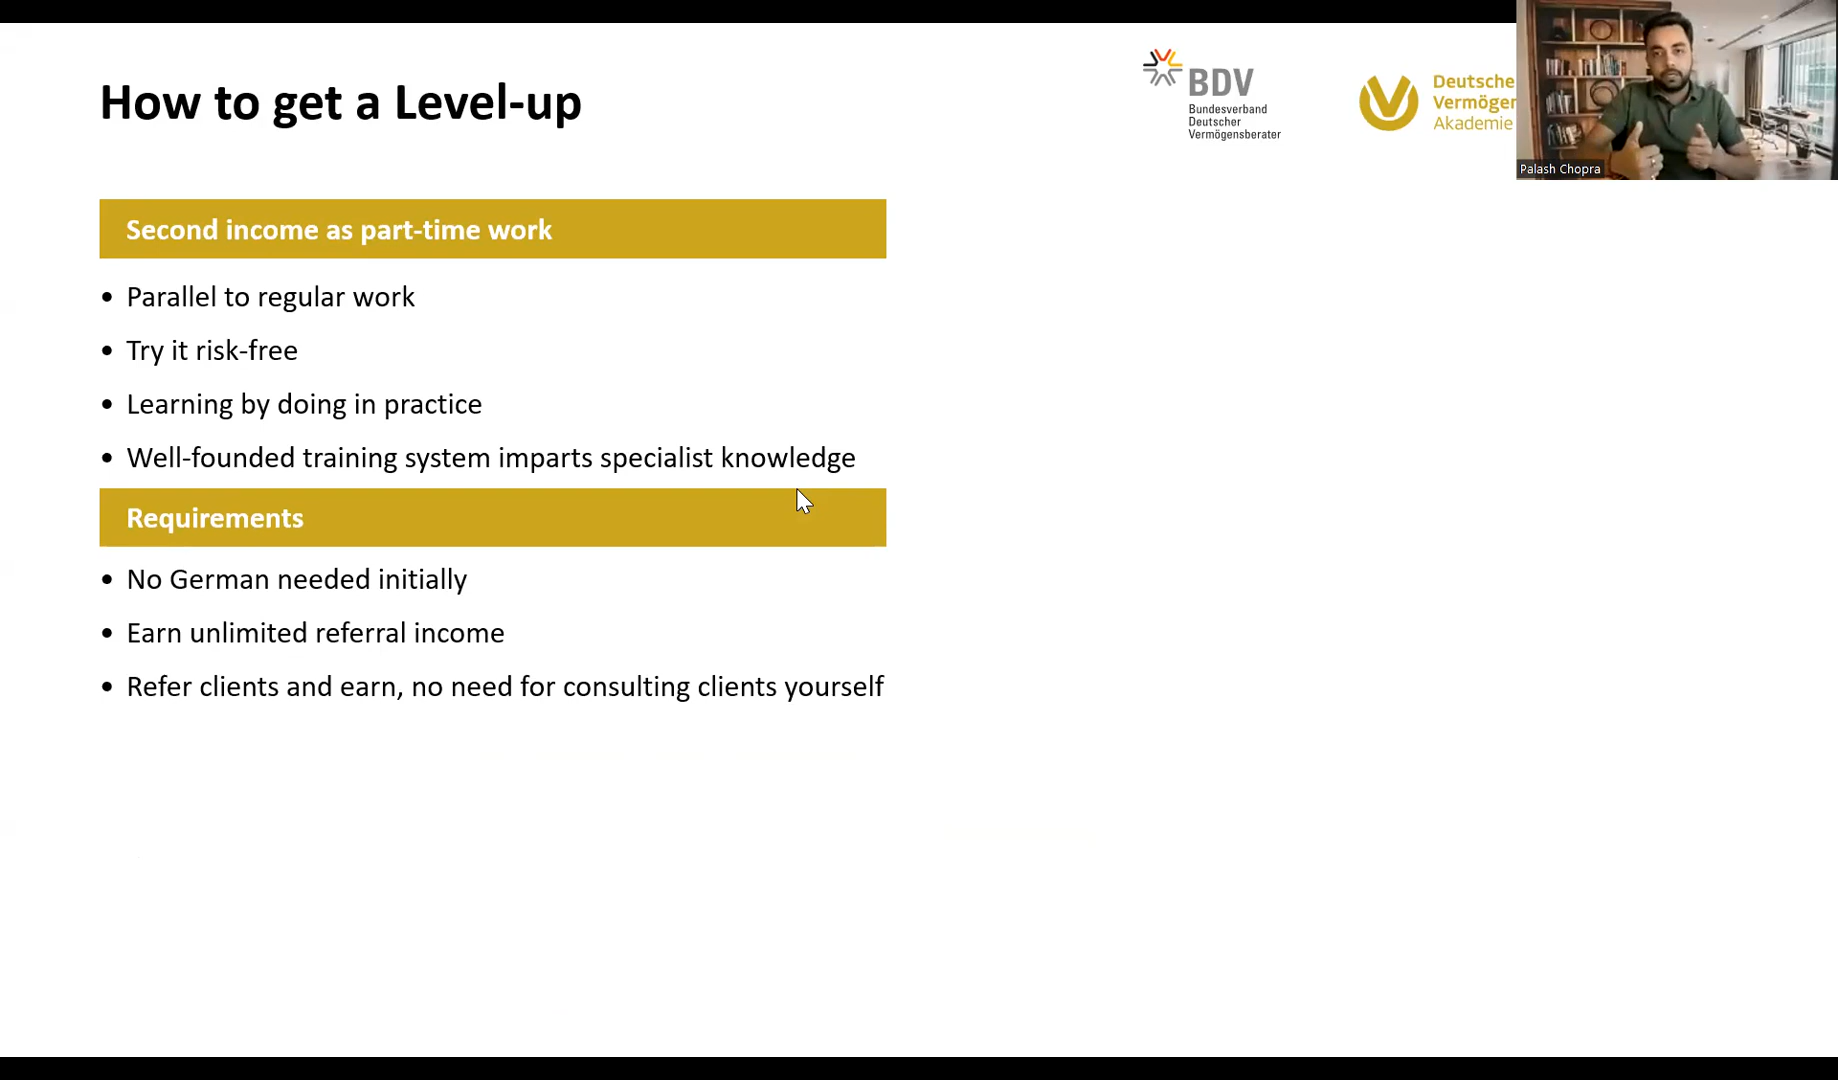 How to get a Level-up
BDV
Bundesverband
Deutscher
Vermögensberater
Deutsche
Vermöger
Akademie
Palash Chopra
Second income as part-time work
• Parallel to regular work
• Try it risk-free
• Learning by doing in practice
• Well-founded training system imparts specialist knowledge
Requirements
• No German needed initially
• Earn unlimited referral income
• Refer clients and earn, no need for consulting clients yourself